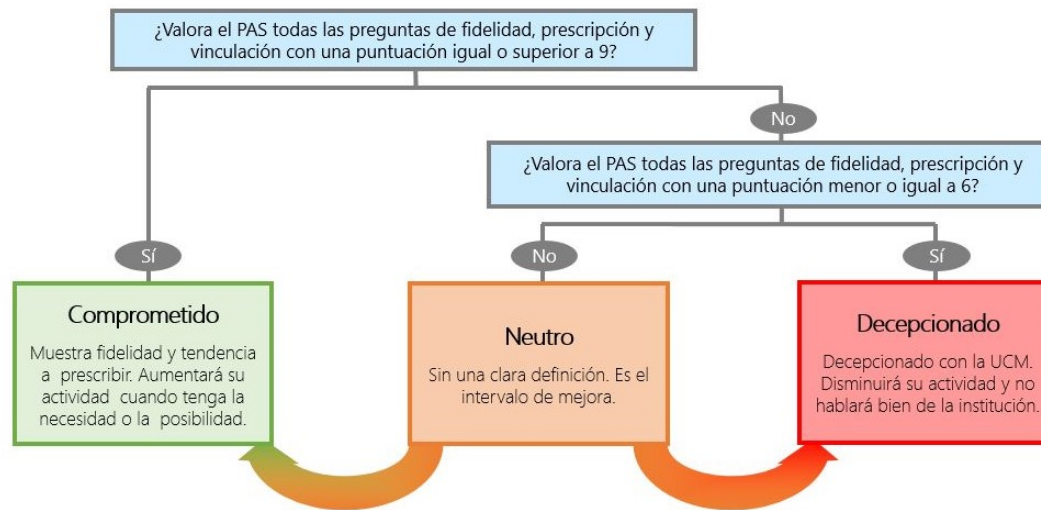 ¿Valora el PAS todas las preguntas de fidelidad, prescripción y
vinculación con una puntuación igual o superior a 9?
No
¿Valora el PAS todas las preguntas de fidelidad, prescripción y
vinculación con una puntuación menor o igual a 6?
Sí
No
Sí
Comprometido
Muestra fidelidad y tendencia
a prescribir. Aumentará su
actividad cuando tenga la
necesidad o la posibilidad.
Neutro
Sin una clara definición. Es el
intervalo de mejora.
Decepcionado
Decepcionado con la UCM.
Disminuirá su actividad y no
hablará bien de la institución.